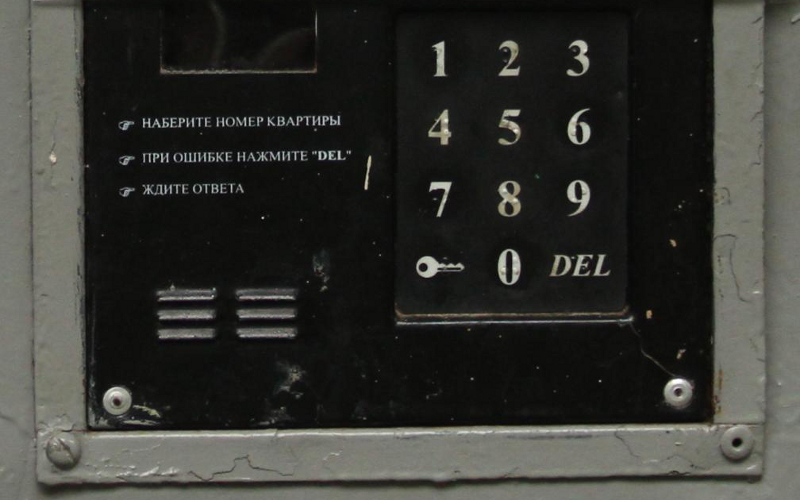 НАБЕРИТЕ НОМЕР КВАРТИРЫ
ПРИ ОШИБКЕ НАЖМИТЕ "DEL"
ЖДИТЕ ОТВЕТА
1 2 3
4 5 6
7 8 9
0 DEL